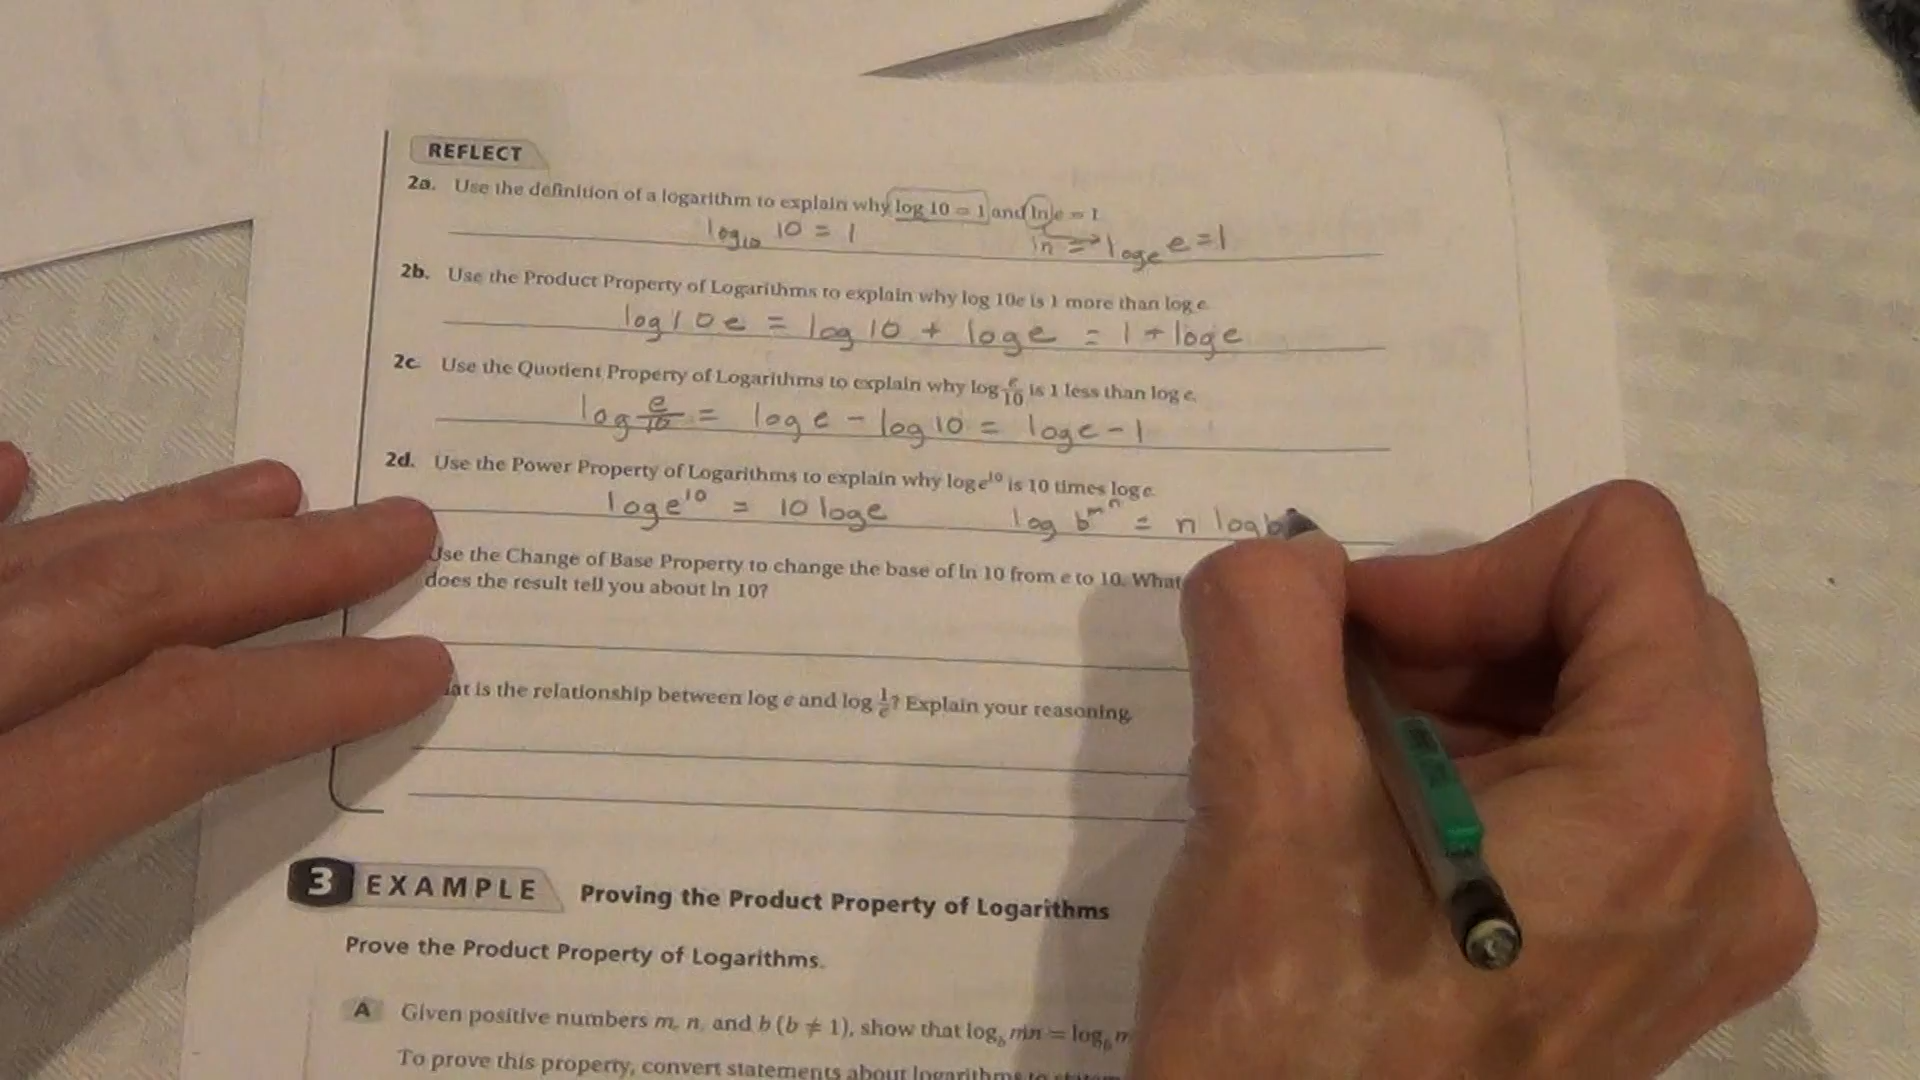 REFLECT
2a. Use the definition of a logarithm to explain why log 10 = 1 and ln e = 1.
log₁₀ 10 = 1 ln => logₑ e = 1
2b. Use the Product Property of Logarithms to explain why log 10e is 1 more than log e.
log 10e = log 10 + log e = 1 + log e
2c. Use the Quotient Property of Logarithms to explain why log e/10 is 1 less than log e.
log e/10 = log e - log 10 = log e - 1
2d. Use the Power Property of Logarithms to explain why log e¹⁰ is 10 times log e.
log e¹⁰ = 10 log e log b^m^n = n log b
Use the Change of Base Property to change the base of ln 10 from e to 10. What
does the result tell you about ln 10?
at is the relationship between log e and log 1/e? Explain your reasoning.
3 EXAMPLE Proving the Product Property of Logarithms
Prove the Product Property of Logarithms.
A Given positive numbers m, n, and b (b ≠ 1), show that log_b mn = log_b m
To prove this property, convert statements about logarithms to